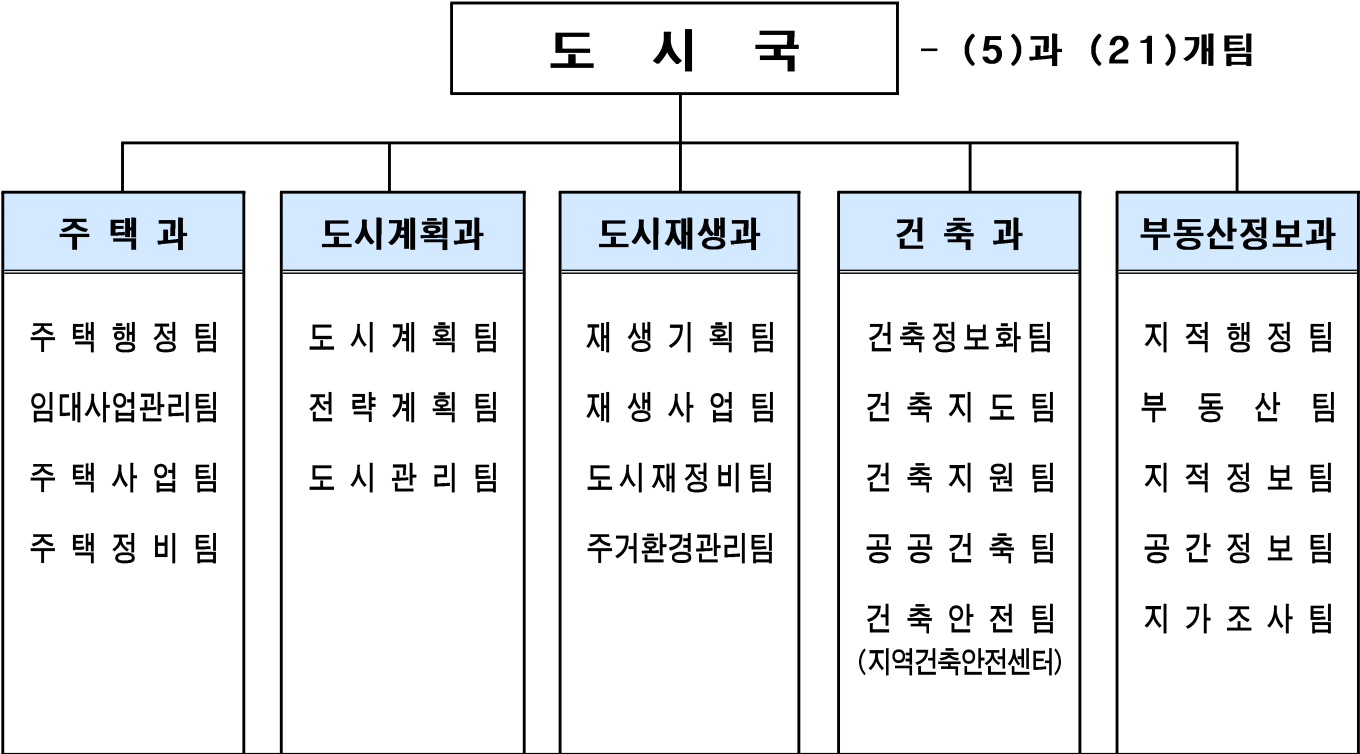 도 시 국 - (5)과 (21)개팀
주 택 과
주 택 행 정 팀
임대사업관리팀
주 택 사 업 팀
주 택 정 비 팀
도시계획과
도 시 계 획 팀
전 략 계 획 팀
도 시 관 리 팀
도시재생과
재 생 기 획 팀
재 생 사 업 팀
도시재정비팀
주거환경관리팀
건 축 과
건축정보화팀
건 축 지 도 팀
건 축 지 원 팀
공 공 건 축 팀
건 축 안 전 팀
(지역건축안전센터)
부동산정보과
지 적 행 정 팀
부 동 산 팀
지 적 정 보 팀
공 간 정 보 팀
지 가 조 사 팀